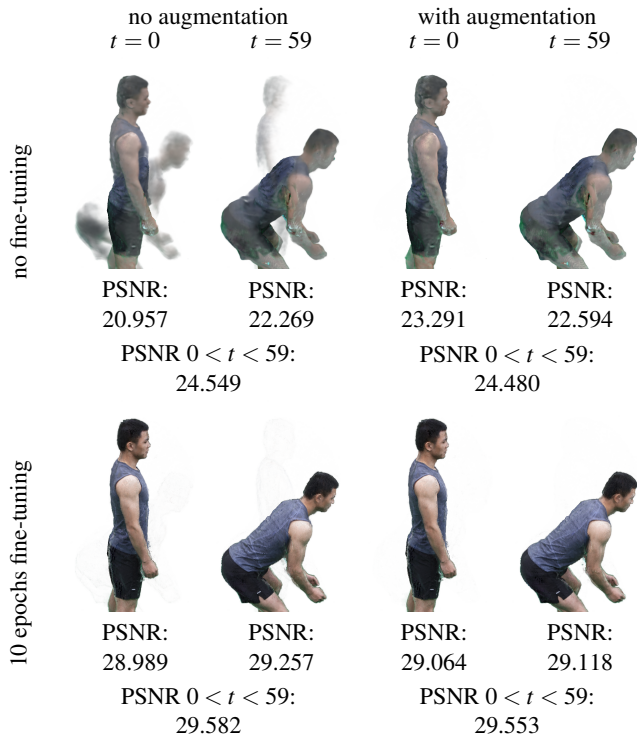 no augmentation with augmentation
t = 0 t = 59 t = 0 t = 59
no fine-tuning
PSNR: PSNR: PSNR: PSNR:
20.957 22.269 23.291 22.594
PSNR 0 < t < 59: PSNR 0 < t < 59:
24.549 24.480
10 epochs fine-tuning
PSNR: PSNR: PSNR: PSNR:
28.989 29.257 29.064 29.118
PSNR 0 < t < 59: PSNR 0 < t < 59:
29.582 29.553